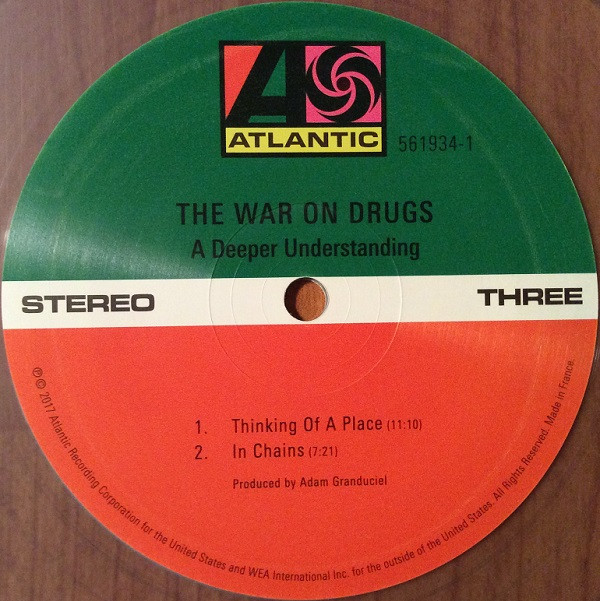 ATLANTIC
561934-1
THE WAR ON DRUGS
A Deeper Understanding
STEREO
THREE
1. Thinking Of A Place (11:10)
2. In Chains (7:21)
Produced by Adam Granduciel
℗© 2017 Atlantic Recording Corporation for the United States and WEA International Inc. for the outside of the United States. All Rights Reserved. Made in France.